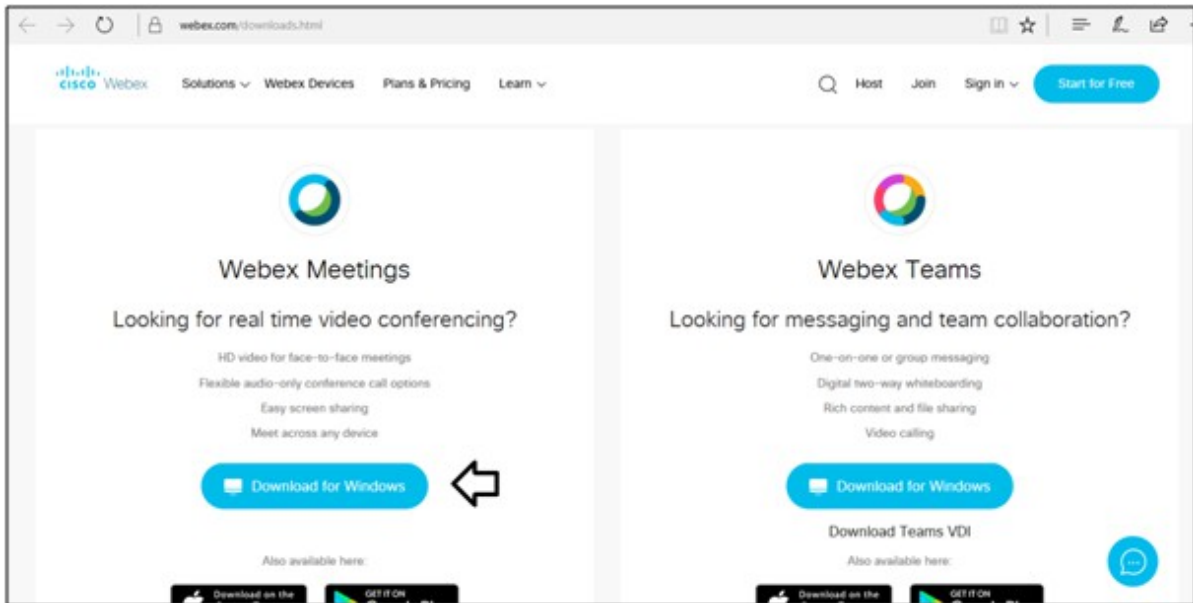 webex.com/downloads.html
CISCO Webex Solutions Webex Devices Plans & Pricing Learn Host Join Sign in Start for Free
Webex Meetings
Looking for real time video conferencing?
HD video for face-to-face meetings
Flexible audio-only conference call options
Easy screen sharing
Meet across any device
Download for Windows
Also available here:
Download on the
GET IT ON
Webex Teams
Looking for messaging and team collaboration?
One-on-one or group messaging
Digital two-way whiteboarding
Rich content and file sharing
Video calling
Download for Windows
Download Teams VDI
Also available here:
Download on the
GET IT ON